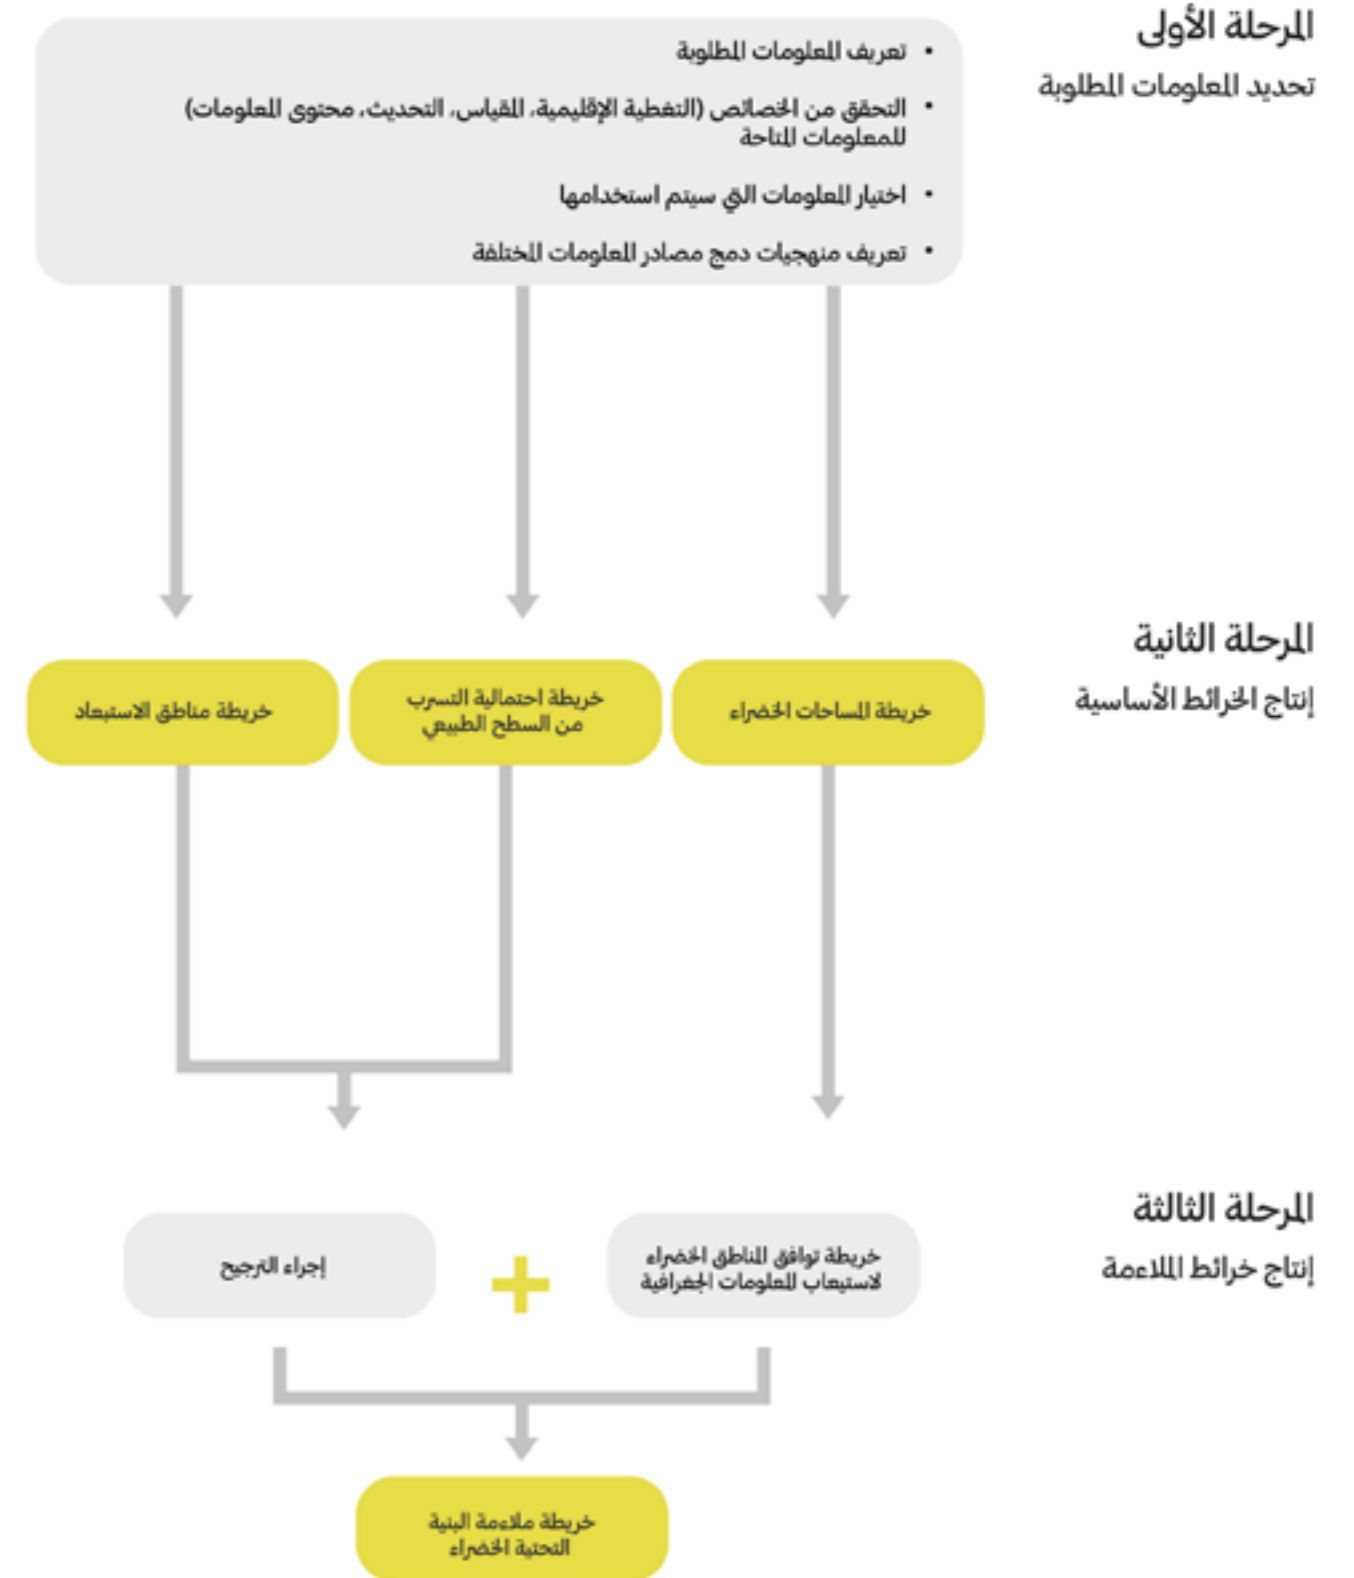 المرحلة الأولى
تحديد المعلومات المطلوبة
• تعريف المعلومات المطلوبة
• التحقق من الخصائص (التغطية الإقليمية، المقياس، التحديث، محتوى المعلومات)
للمعلومات المتاحة
• اختيار المعلومات التي سيتم استخدامها
• تعريف منهجيات دمج مصادر المعلومات المختلفة
المرحلة الثانية
إنتاج الخرائط الأساسية
خريطة المساحات الخضراء
خريطة احتمالية التسرب
من السطح الطبيعي
خريطة مناطق الاستبعاد
المرحلة الثالثة
إنتاج خرائط الملاءمة
خريطة توافق المناطق الخضراء
لاستيعاب المعلومات الجغرافية
+
إجراء الترجيح
خريطة ملاءمة البنية
التحتية الخضراء